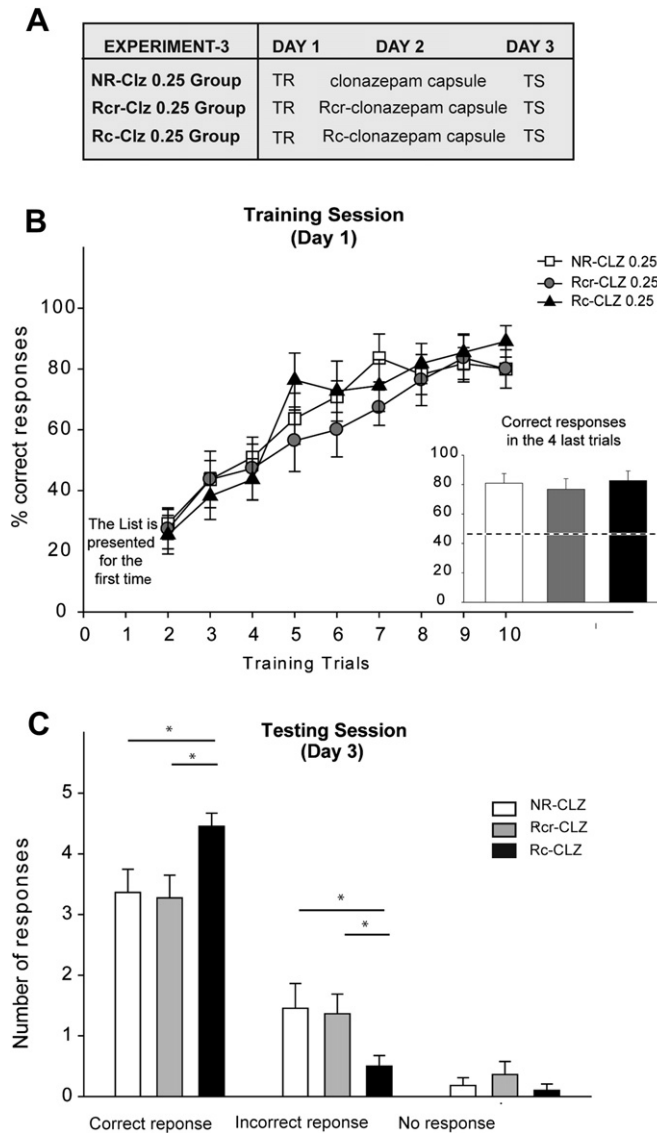 A
EXPERIMENT-3 DAY 1 DAY 2 DAY 3
NR-Clz 0.25 Group TR clonazepam capsule TS
Rcr-Clz 0.25 Group TR Rcr-clonazepam capsule TS
Rc-Clz 0.25 Group TR Rc-clonazepam capsule TS
B
Training Session
(Day 1)
NR-CLZ 0.25
Rcr-CLZ 0.25
Rc-CLZ 0.25
% correct responses
100
80
60
40
20
0
The List is
presented
for the
first time
Correct responses
in the 4 last trials
100
80
60
40
20
0
0 1 2 3 4 5 6 7 8 9 10
Training Trials
C
Testing Session
(Day 3)
* *
* *
NR-CLZ
Rcr-CLZ
Rc-CLZ
Number of responses
5
4
3
2
1
0
Correct reponse Incorrect reponse No response